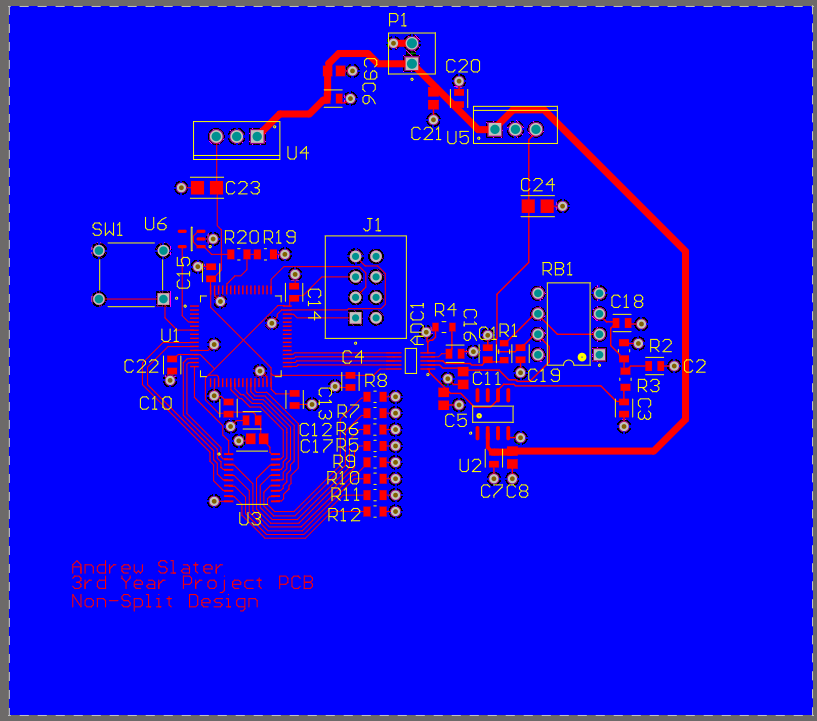 P1
C9
C6
C20
C21
U5
U4
C23
C24
SW1
U6
R20
R19
J1
C15
C14
RB1
ADC1
R4
C16
R1
C18
U1
C22
C4
R2
C19
C2
C11
R3
C10
C13
R8
R7
C5
C3
C12
R6
C17
R5
R9
U2
R10
C7
C8
R11
R12
U3
Andrew Slater
3rd Year Project PCB
Non-Split Design